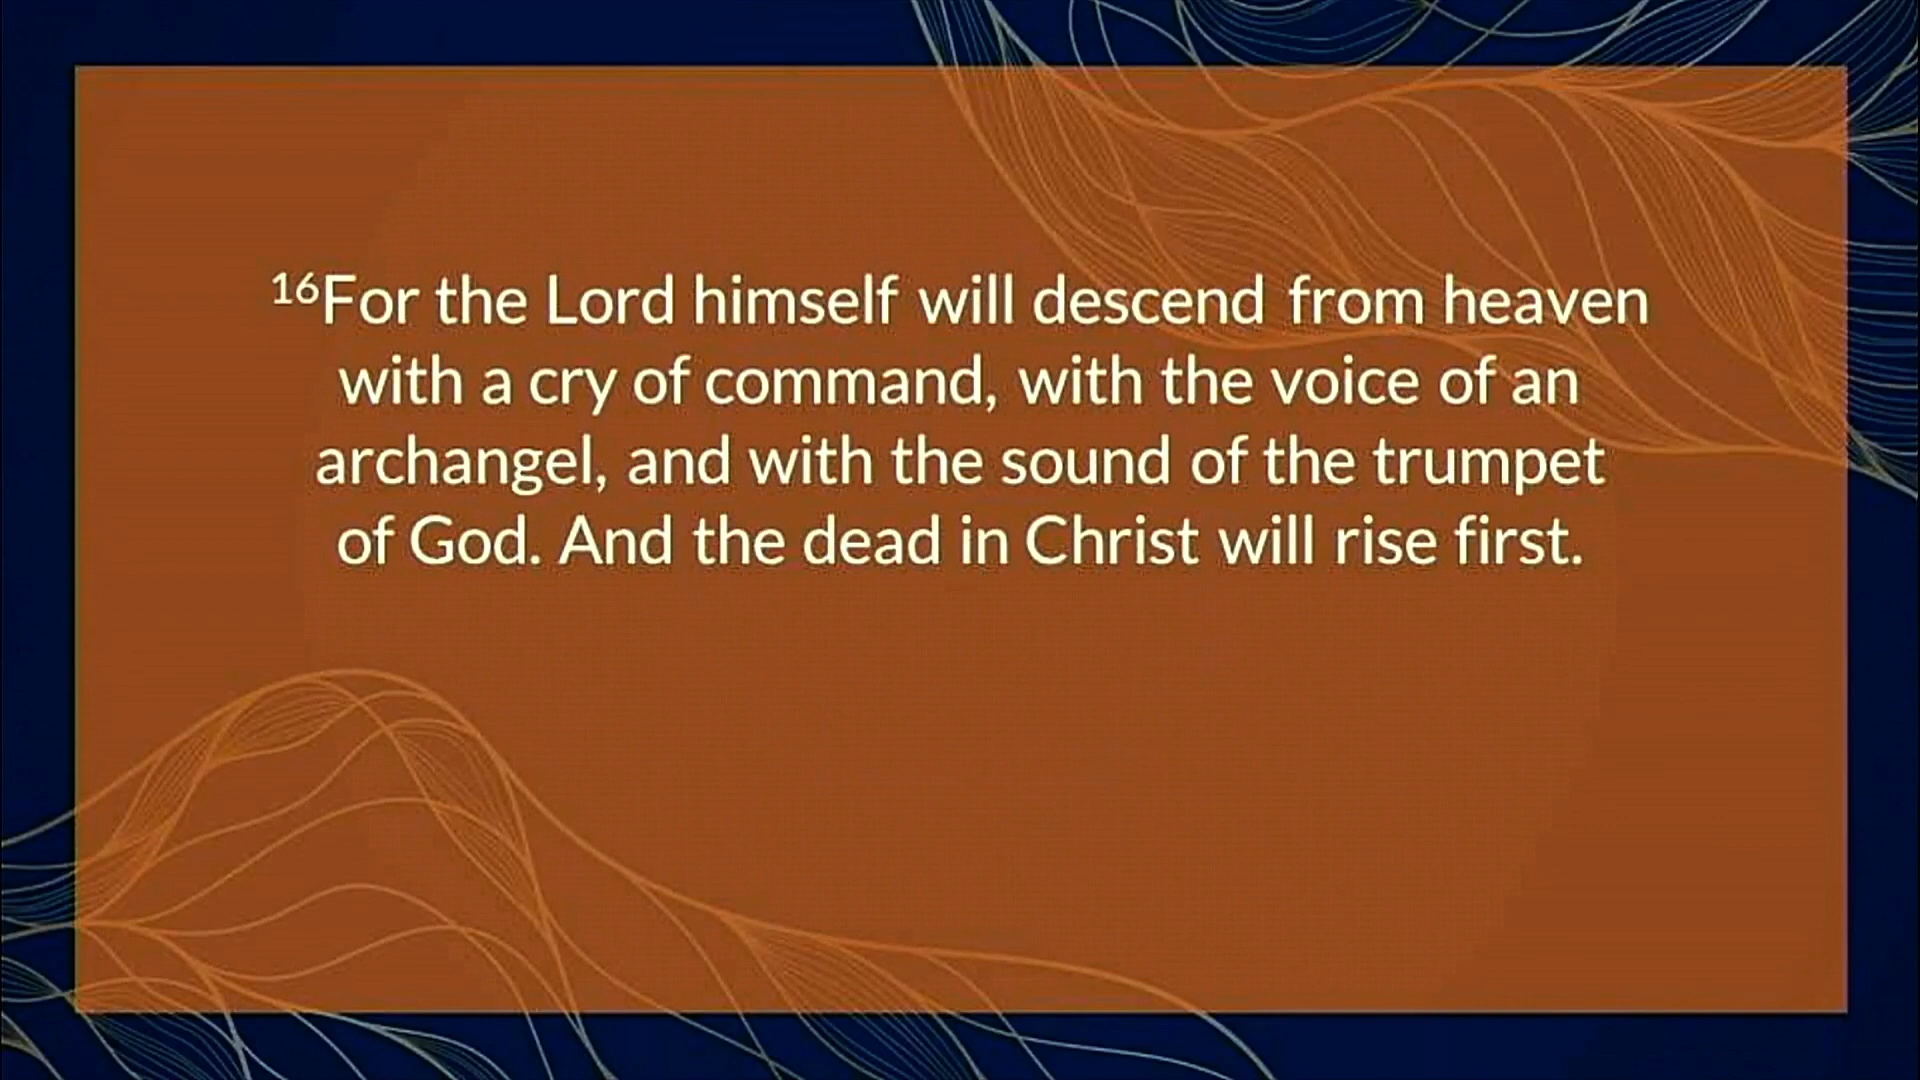 ¹⁶For the Lord himself will descend from heaven
with a cry of command, with the voice of an
archangel, and with the sound of the trumpet
of God. And the dead in Christ will rise first.